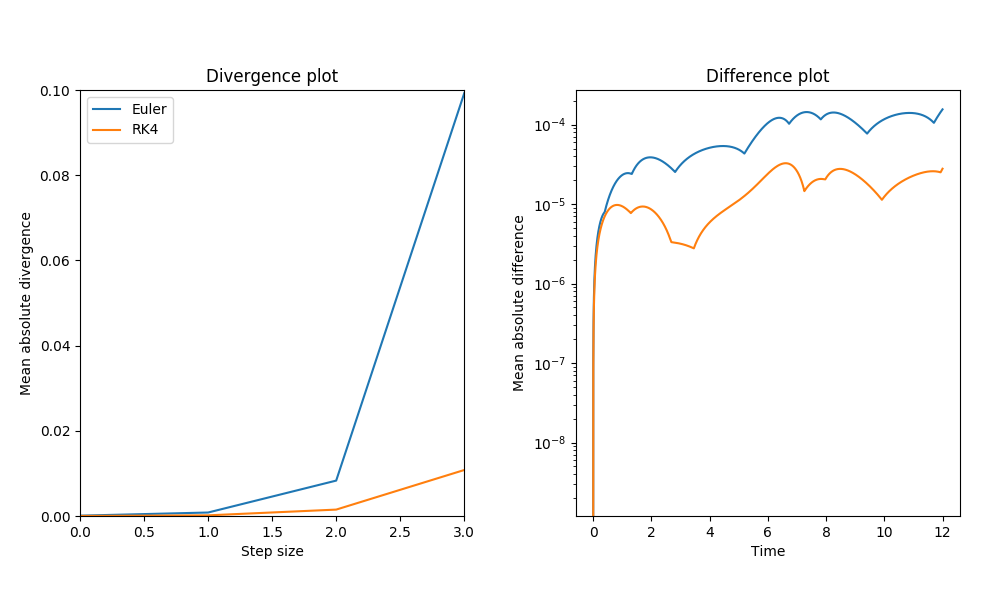 Divergence plot
Euler
RK4
Mean absolute divergence
0.10
0.08
0.06
0.04
0.02
0.00
0.0 0.5 1.0 1.5 2.0 2.5 3.0
Step size
Difference plot
Mean absolute difference
10⁻⁴
10⁻⁵
10⁻⁶
10⁻⁷
10⁻⁸
0 2 4 6 8 10 12
Time